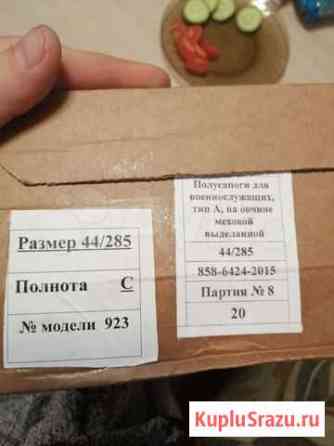 Размер 44/285
Полнота С
№ модели 923
Полусапоги для
военнослужащих,
тип А, на овчине
меховой
выделанной
44/285
858-6424-2015
Партия № 8
20
KupluSrazu.ru